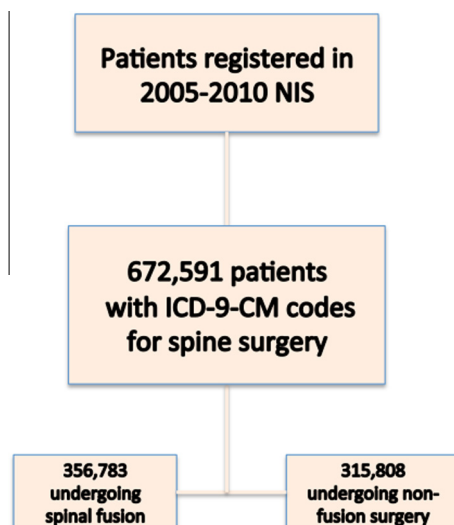 Patients registered in
2005-2010 NIS
672,591 patients
with ICD-9-CM codes
for spine surgery
356,783
undergoing
spinal fusion
315,808
undergoing non-
fusion surgery